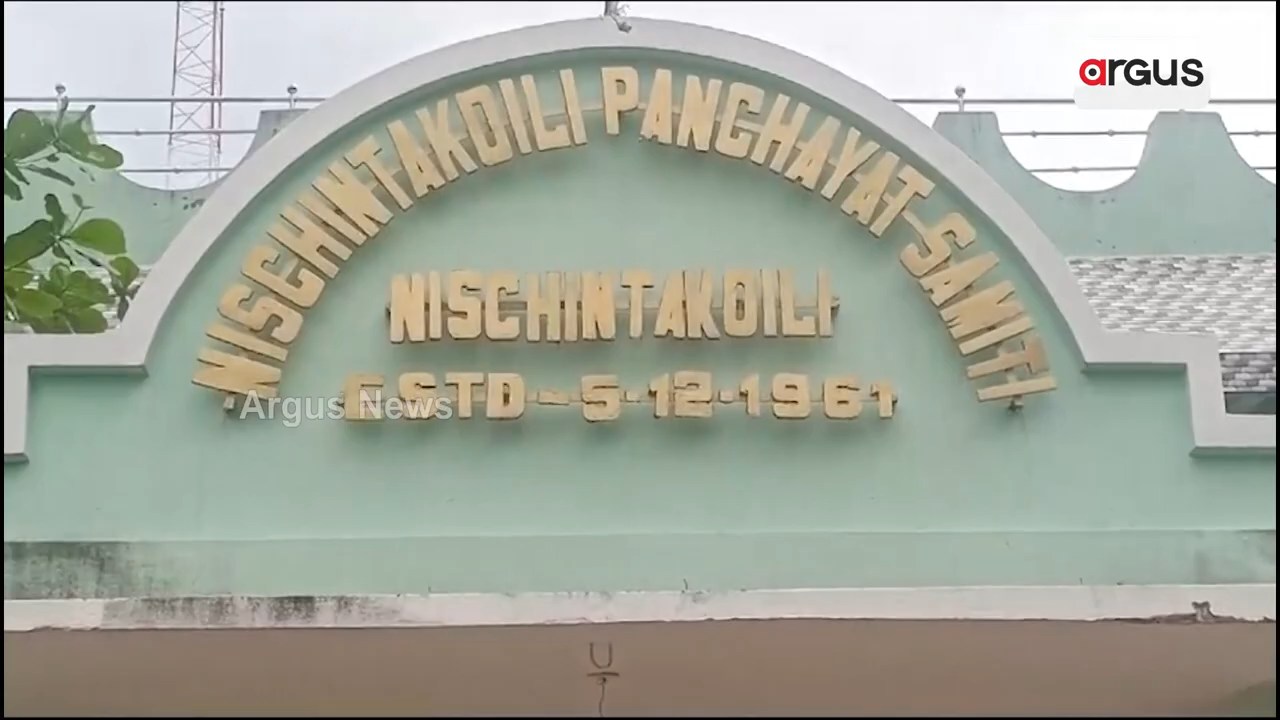 argus
NISCHINTAKOILI PANCHAYAT-SAMITI
NISCHINTAKOILI
ESTD-5-12-1961
Argus News